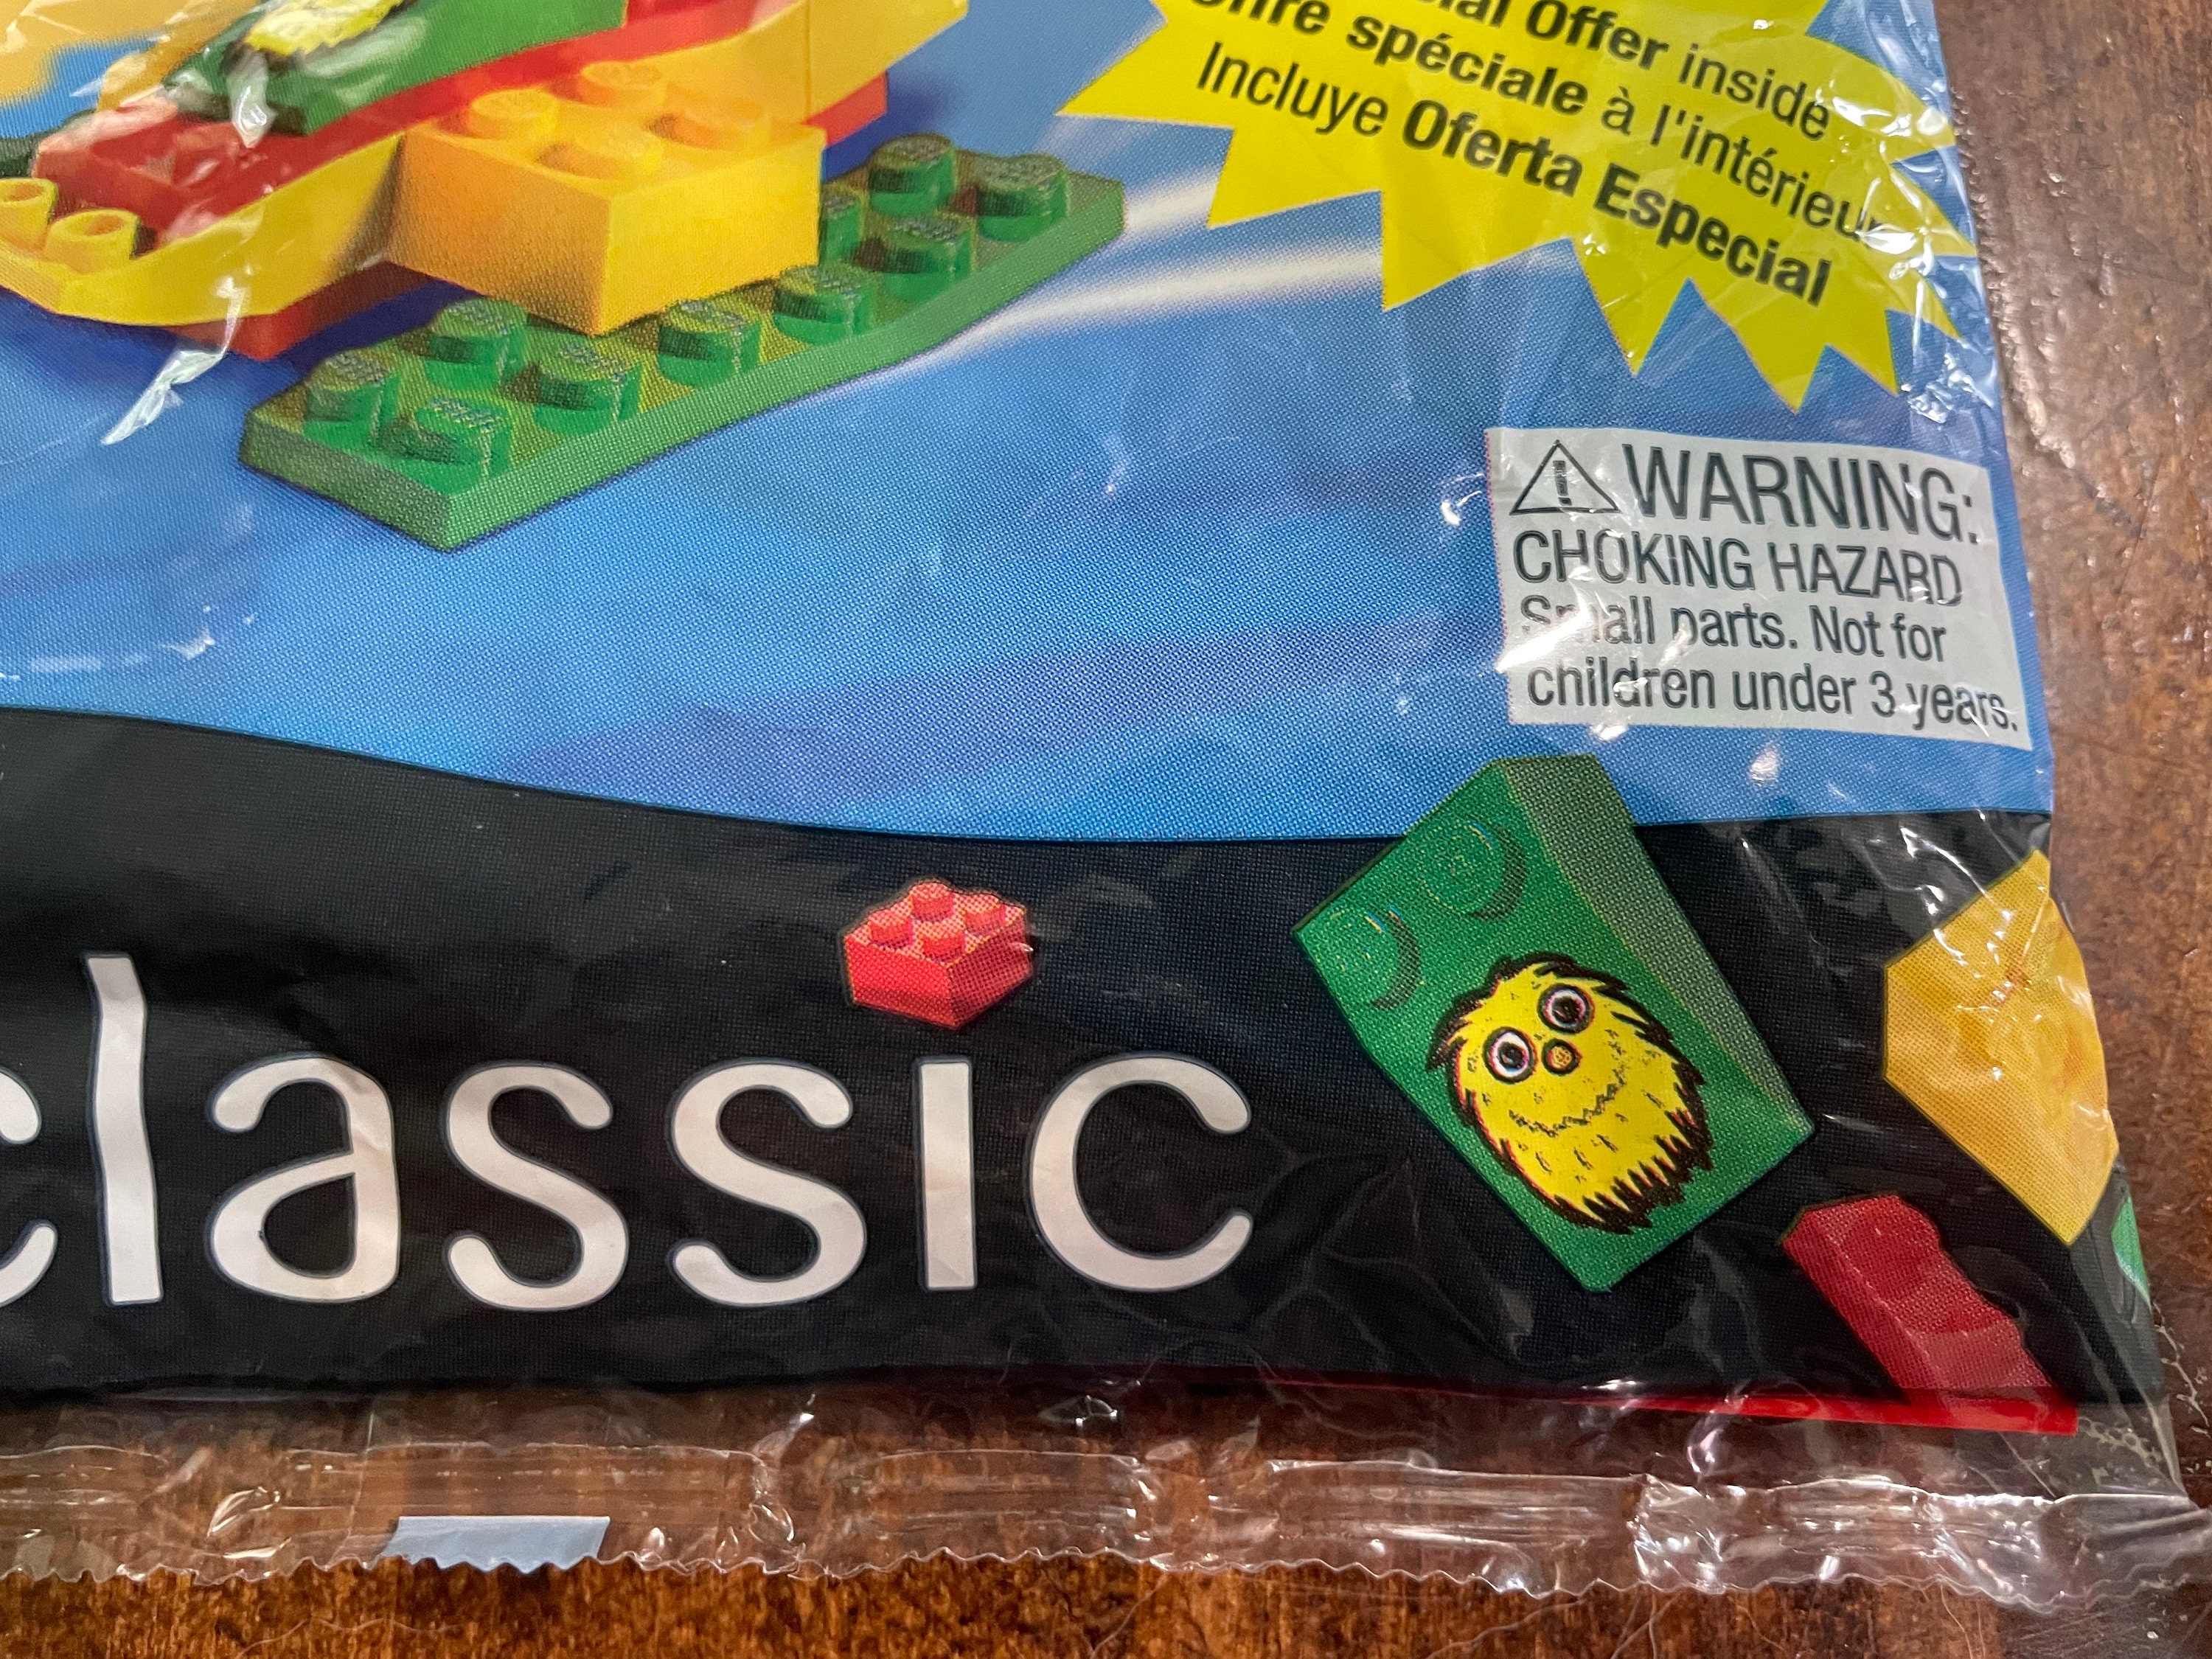 Offer inside
spéciale à l'intérieur
Incluye Oferta Especial
WARNING:
CHOKING HAZARD
Small parts. Not for
children under 3 years.
classic